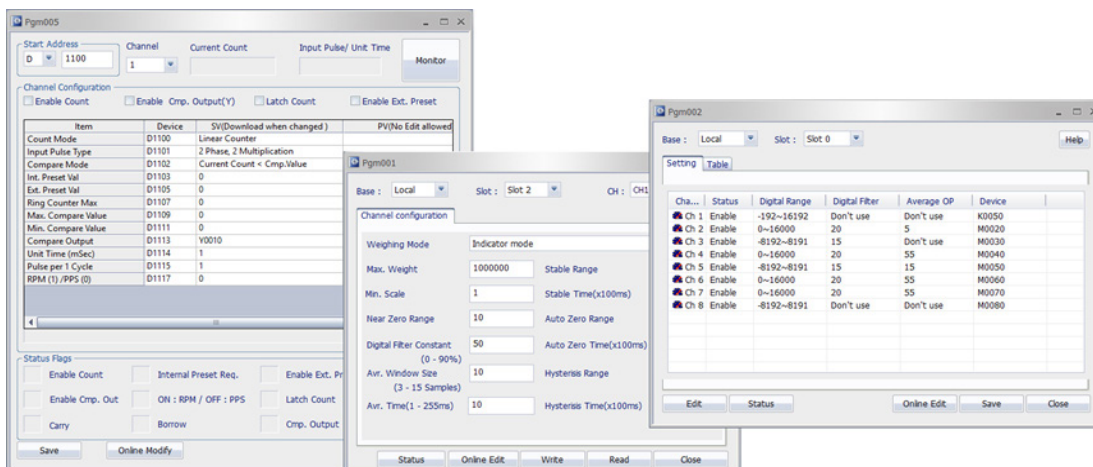 Pgm005
Start Address
Channel
Current Count
Input Pulse/ Unit Time
D 1100
1
Monitor
Channel Configuration
Enable Count
Enable Cmp. Output(Y)
Latch Count
Enable Ext. Preset
Item Device SV(Download when changed ) PV(No Edit allowed
Count Mode D1100 Linear Counter
Input Pulse Type D1101 2 Phase, 2 Multiplication
Compare Mode D1102 Current Count < Cmp.Value
Int. Preset Val D1103 0
Ext. Preset Val D1105 0
Ring Counter Max D1107 0
Max. Compare Value D1109 0
Min. Compare Value D1111 0
Compare Output D1113 Y0010
Unit Time (mSec) D1114 1
Pulse per 1 Cycle D1115 1
RPM (1) /PPS (0) D1117 0
Status Flags
Enable Count
Internal Preset Req.
Enable Ext. Pr
Enable Cmp. Out
ON : RPM / OFF : PPS
Latch Count
Carry
Borrow
Cmp. Output
Save
Online Modify
Pgm001
Base : Local Slot : Slot 2 CH : CH1
Channel configuration
Weighing Mode Indicator mode
Max. Weight 1000000 Stable Range
Min. Scale 1 Stable Time(x100ms)
Near Zero Range 10 Auto Zero Range
Digital Filter Constant 50 Auto Zero Time(x100ms)
(0 - 90%)
Avr. Window Size 10 Hysterisis Range
(3 - 15 Samples)
Avr. Time(1 - 255ms) 10 Hysterisis Time(x100ms)
Status Online Edit Write Read Close
Pgm002
Base : Local Slot : Slot 0 Help
Setting Table
Cha... Status Digital Range Digital Filter Average OP Device
Ch 1 Enable -192~16192 Don't use Don't use K0050
Ch 2 Enable 0~16000 20 5 M0020
Ch 3 Enable -8192~8191 15 Don't use M0030
Ch 4 Enable 0~16000 20 55 M0040
Ch 5 Enable -8192~8191 15 15 M0050
Ch 6 Enable 0~16000 20 55 M0060
Ch 7 Enable 0~16000 20 55 M0070
Ch 8 Enable -8192~8191 Don't use Don't use M0080
Edit Status Online Edit Save Close